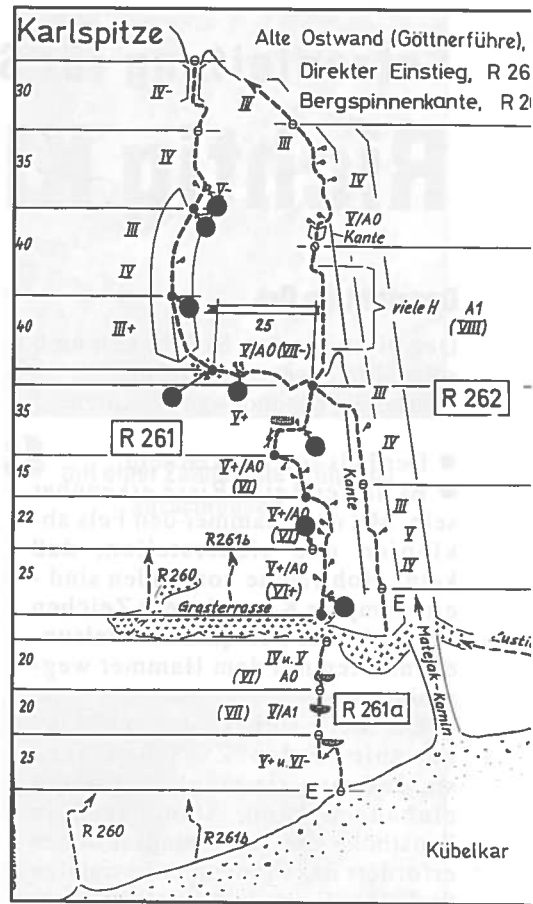 Karlspitze
Alte Ostwand (Göttnerführe),
Direkter Einstieg, R 26
Bergspinnenkante, R 2
30
IV-
III
III
35
IV
IV
V-
III
V/A0
Kante
40
IV
viele H
A1
(VIII)
25
III+
40
V/A0 (VII-)
III
R 262
V+
35
R 261
IV
V+/A0
(VI)
15
Kante
III
V+/A0
(VI)
22
V
R261b
V+/A0
(VI+)
IV
25
R260
E
Grasterrasse
Lusti
IV u. V
(VI) A0
20
Matejak-Kamin
(VII) V/A1
R 261a
20
V+ u. VI-
25
E
R 260
R261b
Kübelkar